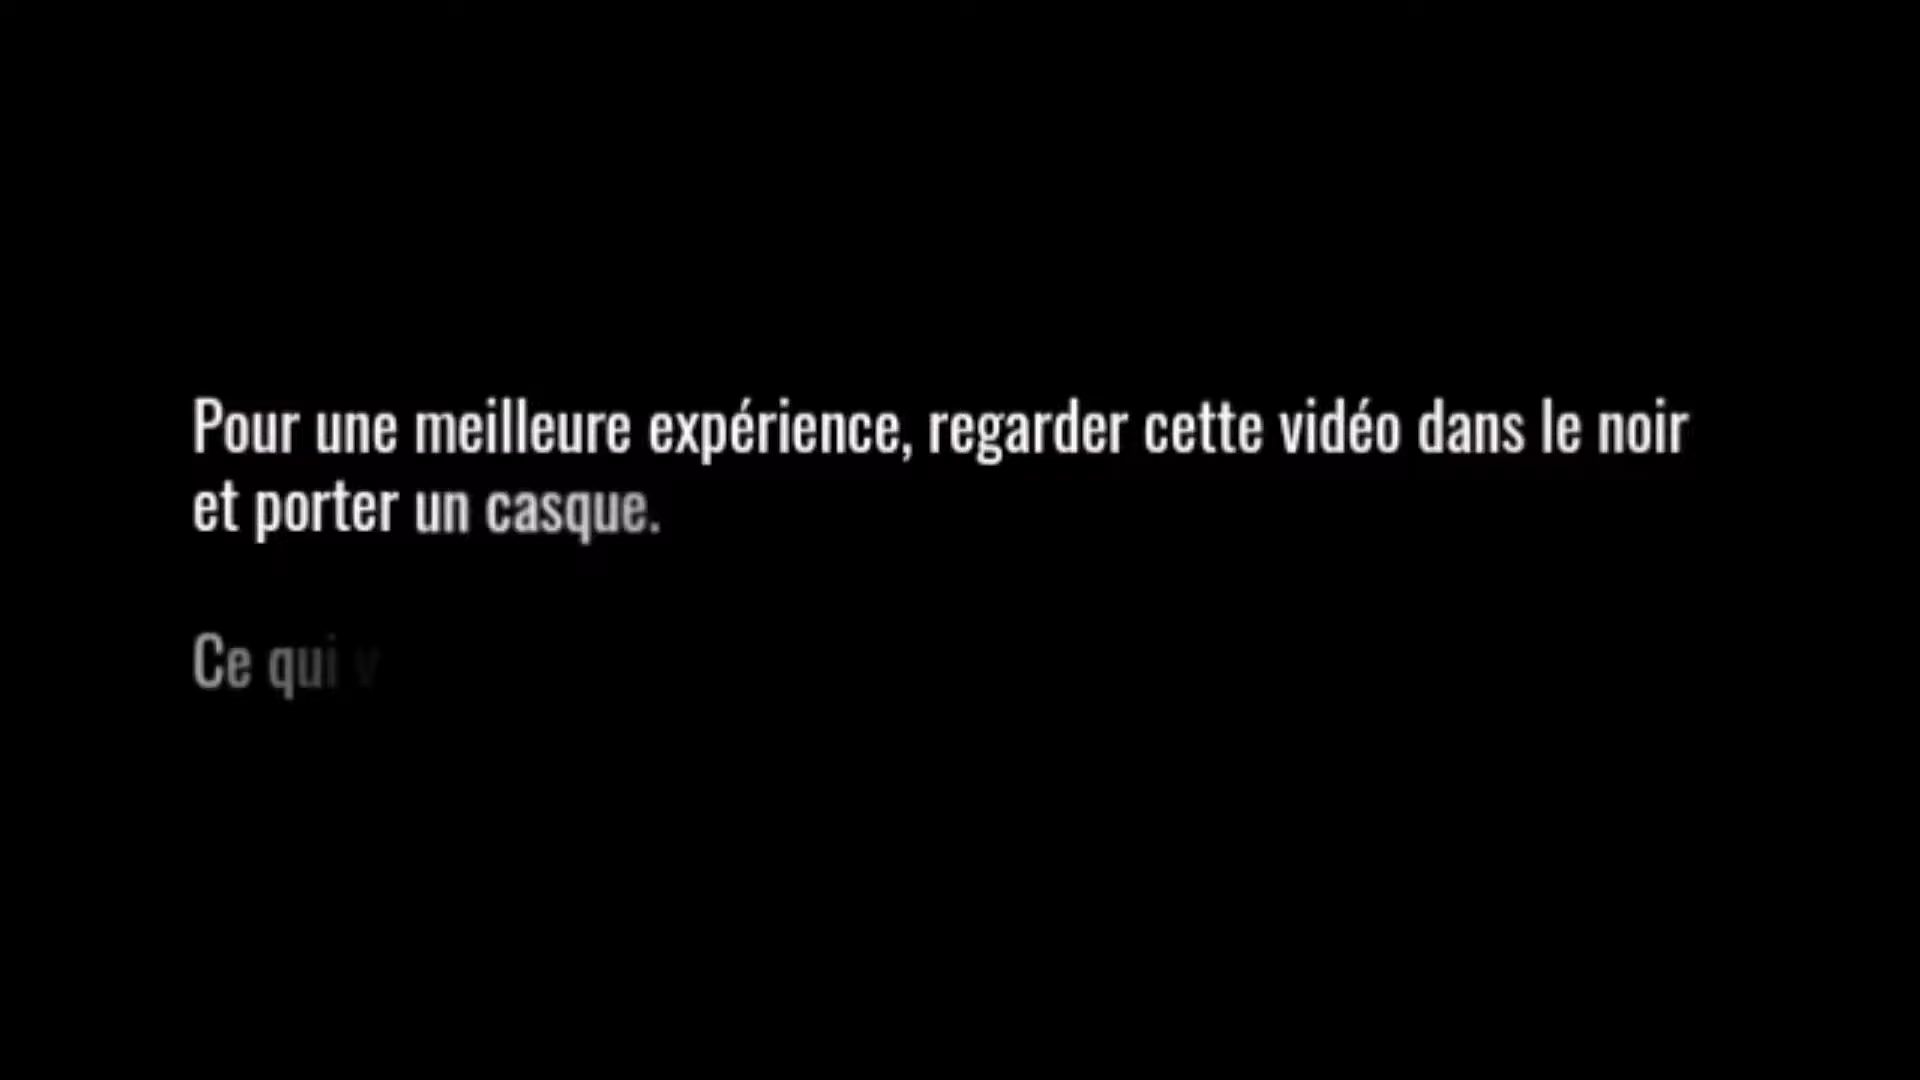 Pour une meilleure expérience, regarder cette vidéo dans le noir
et porter un casque.
Ce qui v